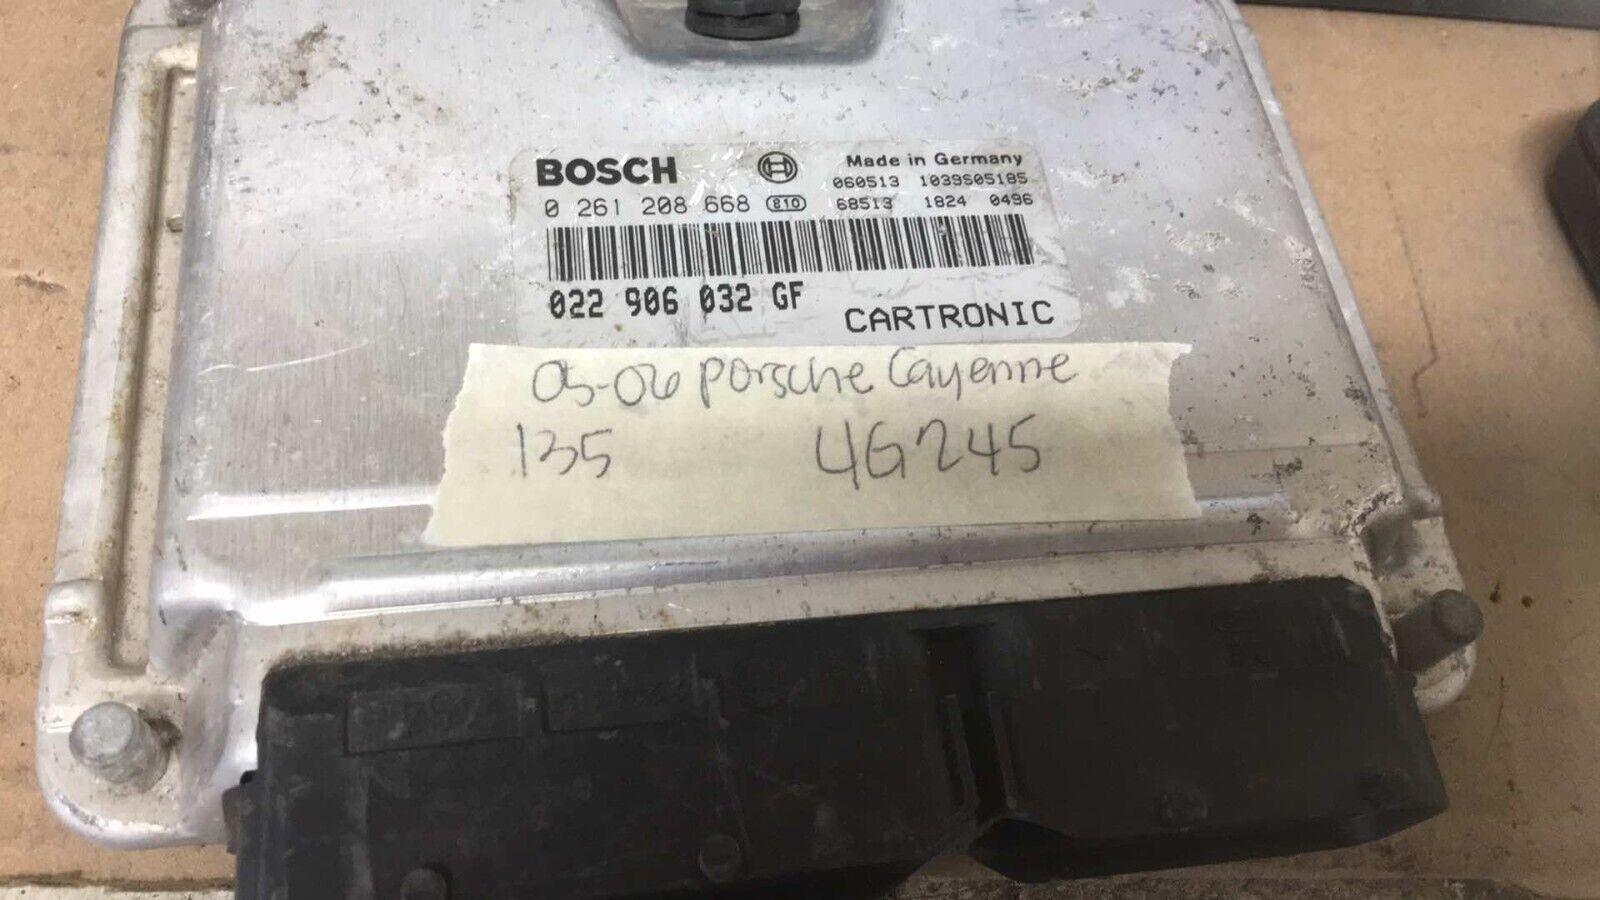 BOSCH Made in Germany
060513 1039S05185
0 261 208 668 810 68513 1824 0496
022 906 032 GF CARTRONIC
05-06 Porsche Cayenne
135 4G245